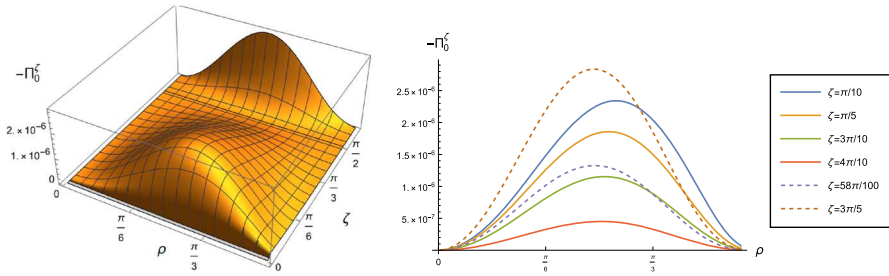 −Π₀^ζ
2. × 10⁻⁶
1. × 10⁻⁶
0
0
π/6
ρ
π/3
0
π/6
ζ
π/3
π/2
−Π₀^ζ
2.5 × 10⁻⁶
2. × 10⁻⁶
1.5 × 10⁻⁶
1. × 10⁻⁶
5. × 10⁻⁷
0
π/6
π/3
ρ
ζ=π/10
ζ=π/5
ζ=3π/10
ζ=4π/10
ζ=58π/100
ζ=3π/5